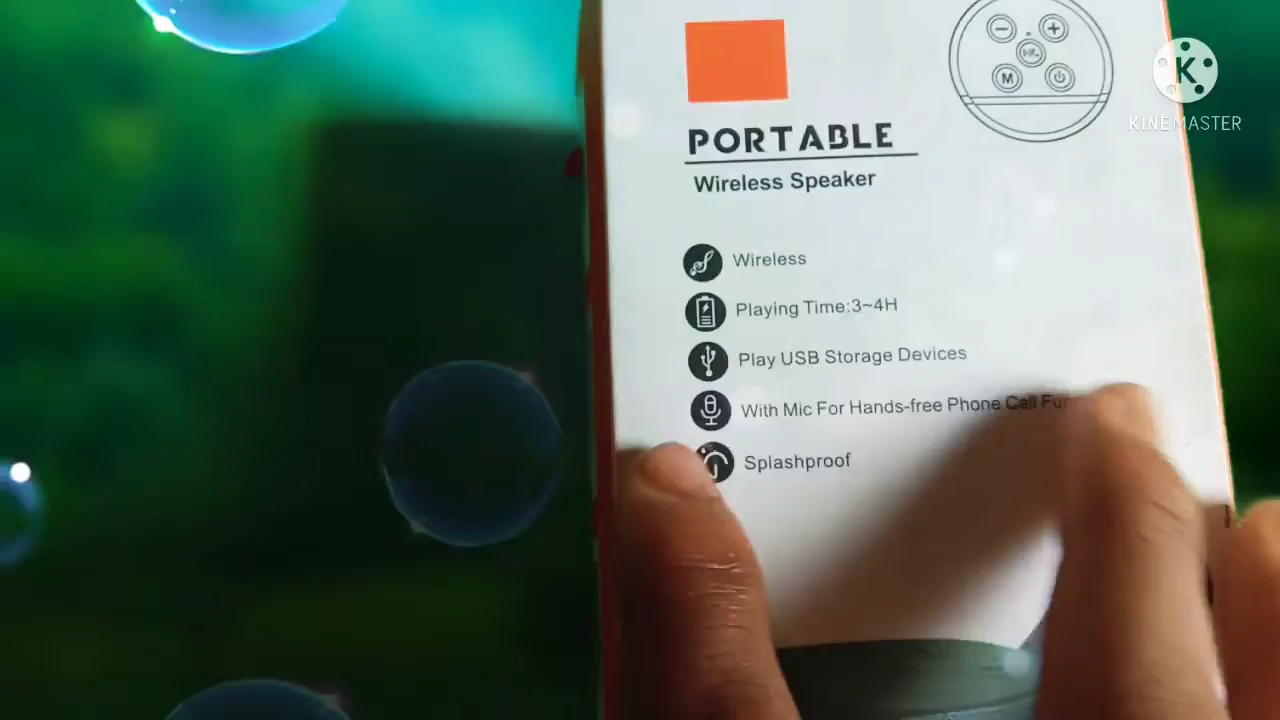 M
K
KINEMASTER
PORTABLE
Wireless Speaker
Wireless
Playing Time:3~4H
Play USB Storage Devices
With Mic For Hands-free Phone Call
Splashproof